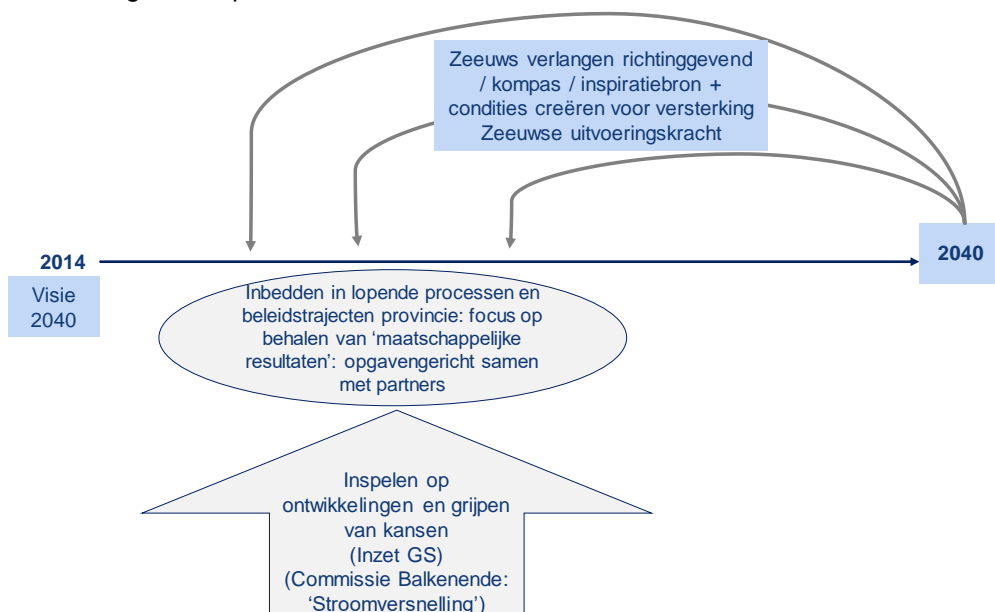 Zeeuws verlangen richtinggevend
/ kompas / inspiratiebron +
condities creëren voor versterking
Zeeuwse uitvoeringskracht
2014
2040
Visie
2040
Inbedden in lopende processen en
beleidstrajecten provincie: focus op
behalen van ‘maatschappelijke
resultaten’: opgavengericht samen
met partners
Inspelen op
ontwikkelingen en grijpen
van kansen
(Inzet GS)
(Commissie Balkenende:
‘Stroomversnelling’)